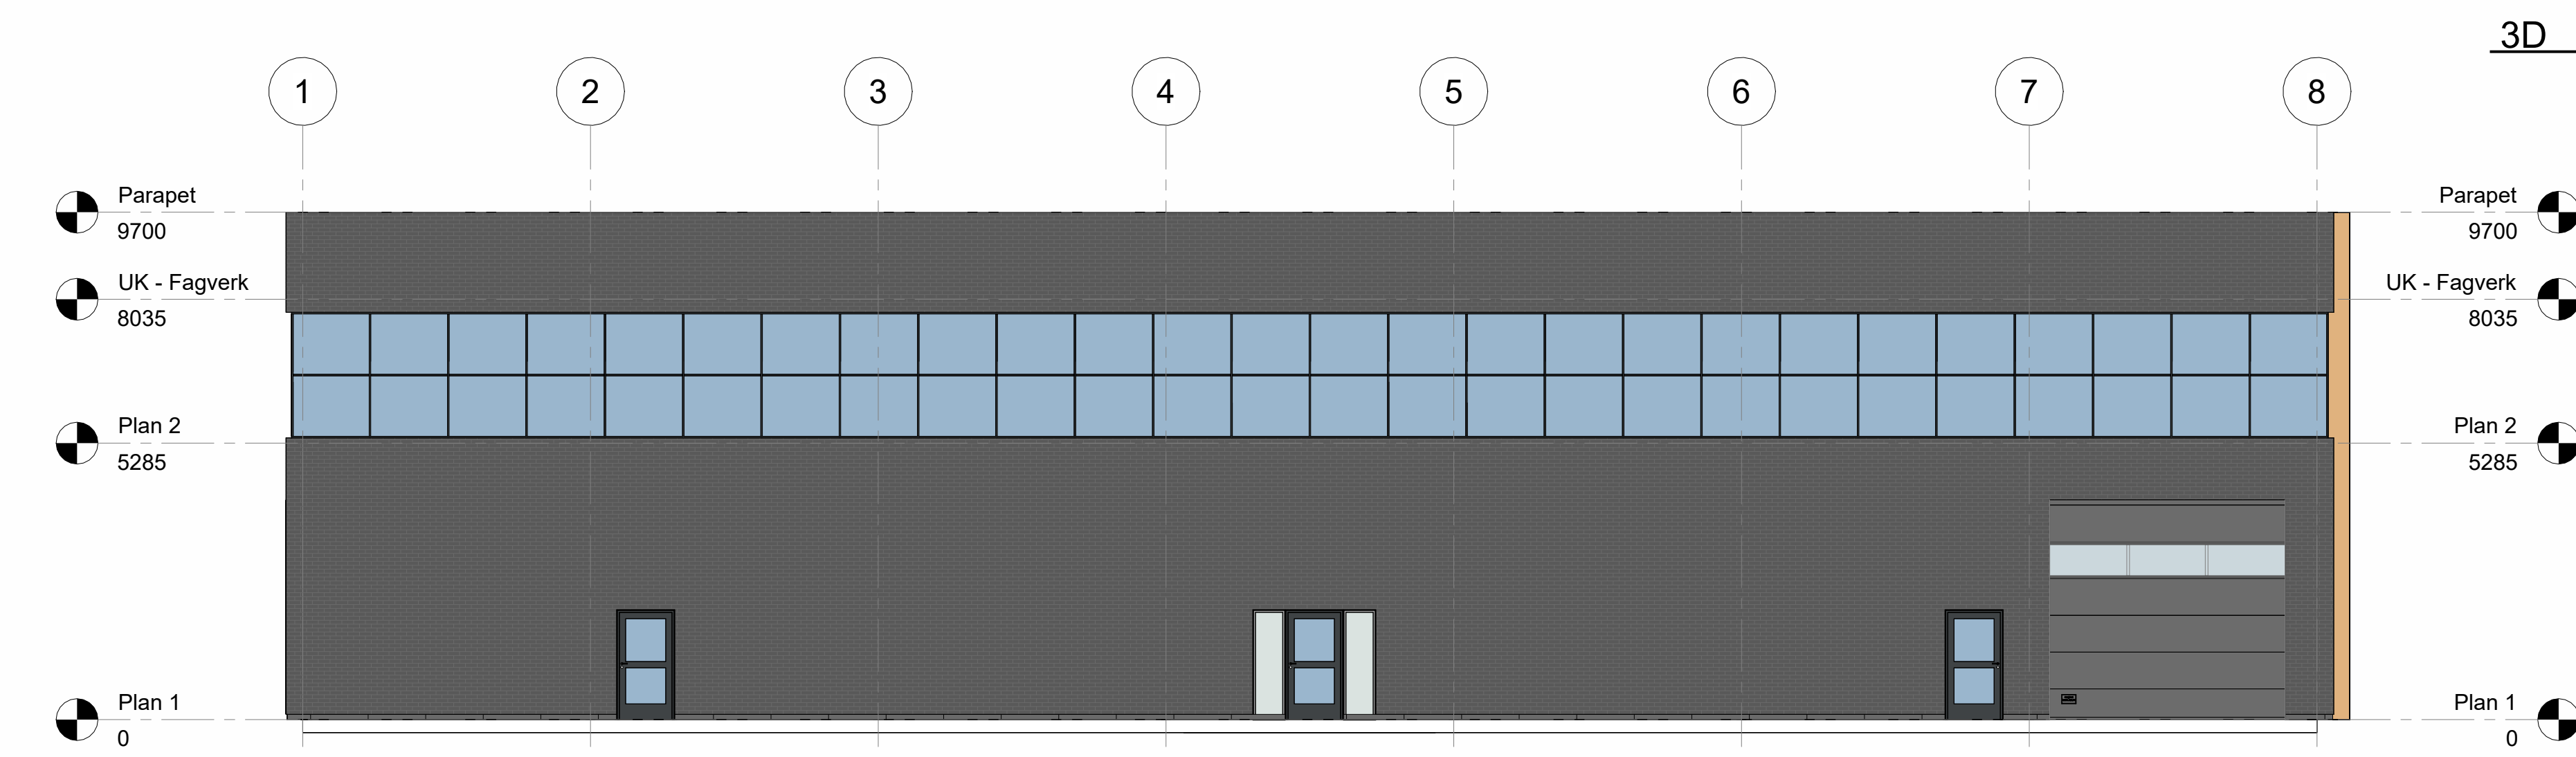 3D
1 2 3 4 5 6 7 8
Parapet Parapet
9700 9700
UK - Fagverk UK - Fagverk
8035 8035
Plan 2 Plan 2
5285 5285
Plan 1 Plan 1
0 0